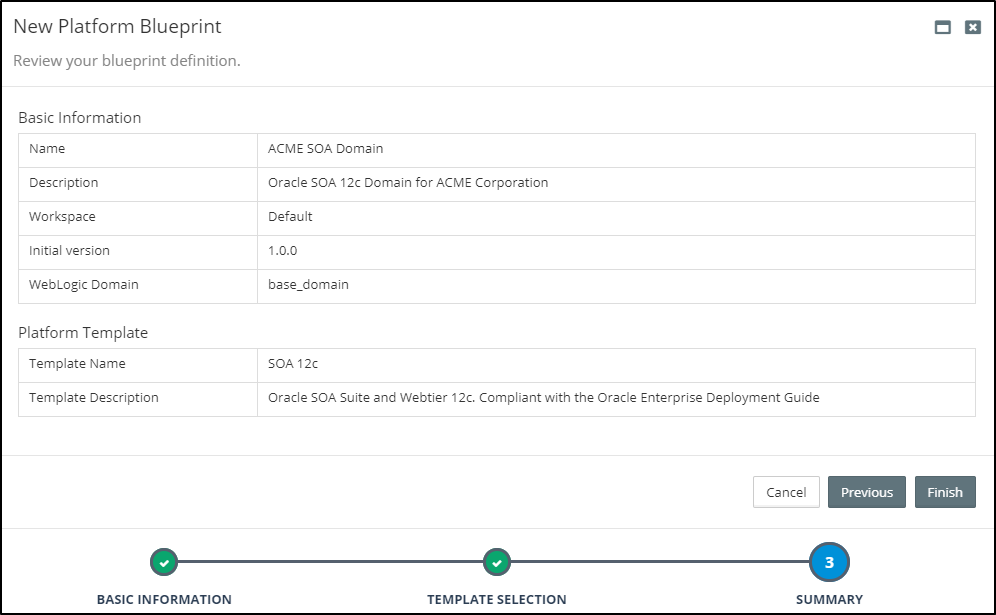 New Platform Blueprint
Review your blueprint definition.
Basic Information
Name ACME SOA Domain
Description Oracle SOA 12c Domain for ACME Corporation
Workspace Default
Initial version 1.0.0
WebLogic Domain base_domain
Platform Template
Template Name SOA 12c
Template Description Oracle SOA Suite and Webtier 12c. Compliant with the Oracle Enterprise Deployment Guide
Cancel Previous Finish
3
BASIC INFORMATION TEMPLATE SELECTION SUMMARY